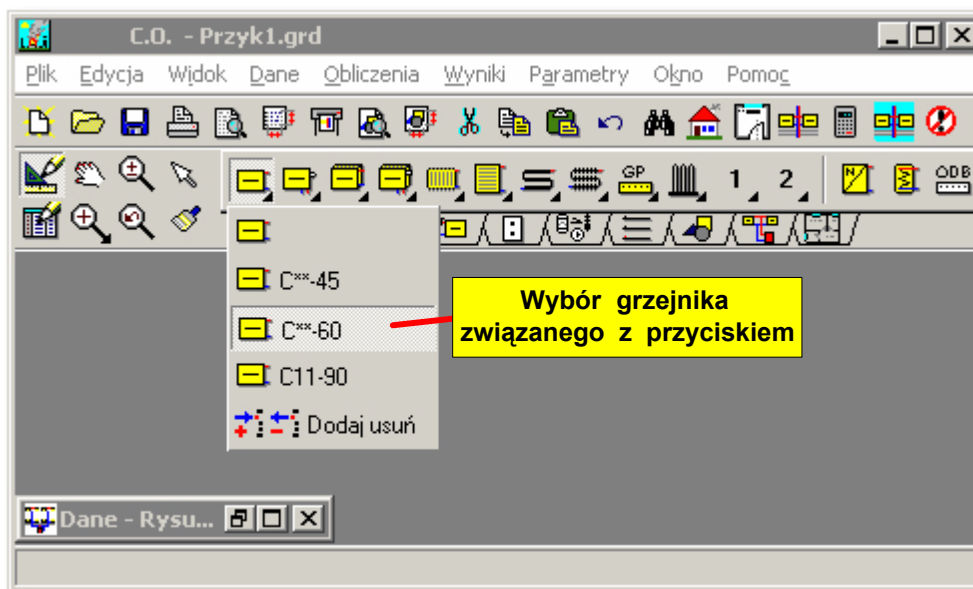 C.O. - Przyk1.grd
Plik Edycja Widok Dane Obliczenia Wyniki Parametry Okno Pomoc
GP 1 2 N ODB
C**-45
C**-60
C11-90
Dodaj usuń
Wybór grzejnika
związanego z przyciskiem
Dane - Rysu...